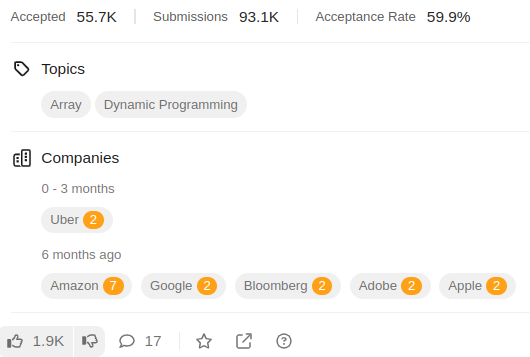 Accepted 55.7K Submissions 93.1K Acceptance Rate 59.9%
Topics
Array Dynamic Programming
Companies
0 - 3 months
Uber 2
6 months ago
Amazon 7 Google 2 Bloomberg 2 Adobe 2 Apple 2
1.9K 17